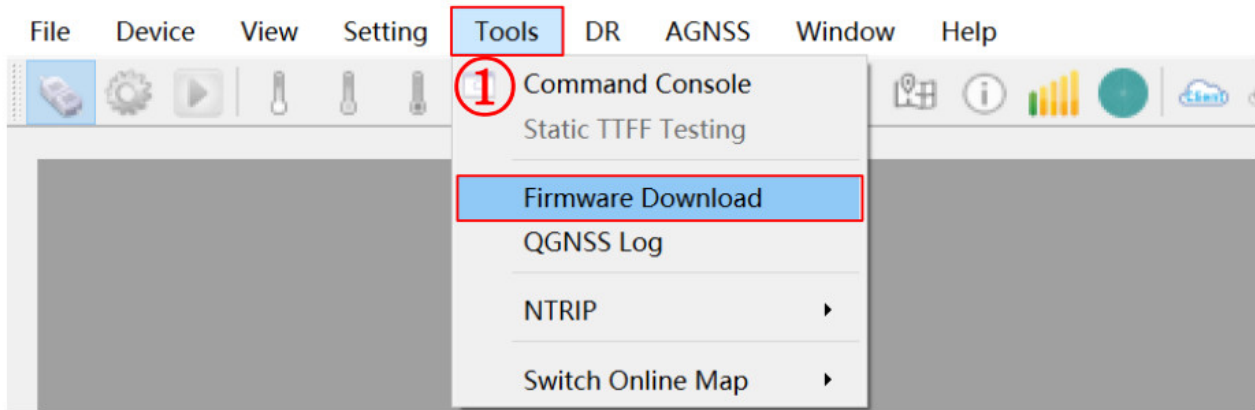 File Device View Setting Tools DR AGNSS Window Help
① Command Console
Static TTFF Testing
Client
Firmware Download
QGNSS Log
NTRIP
Switch Online Map